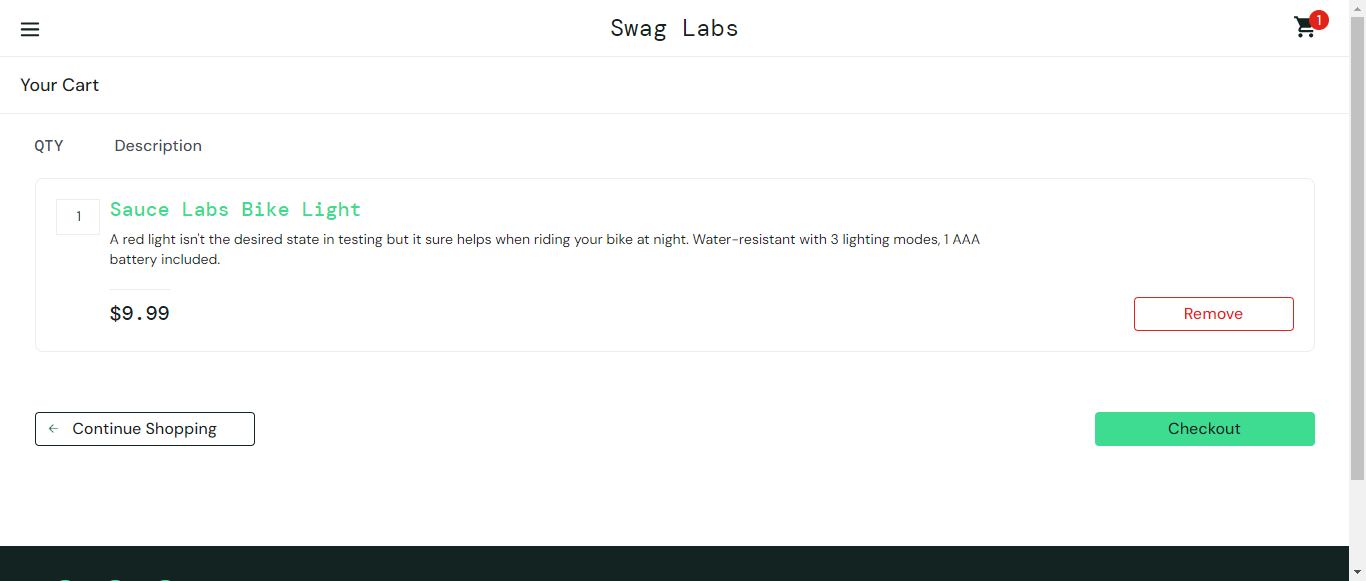 Swag Labs
1
Your Cart
QTY Description
1
Sauce Labs Bike Light
A red light isn't the desired state in testing but it sure helps when riding your bike at night. Water-resistant with 3 lighting modes, 1 AAA
battery included.
$9.99
Remove
Continue Shopping
Checkout